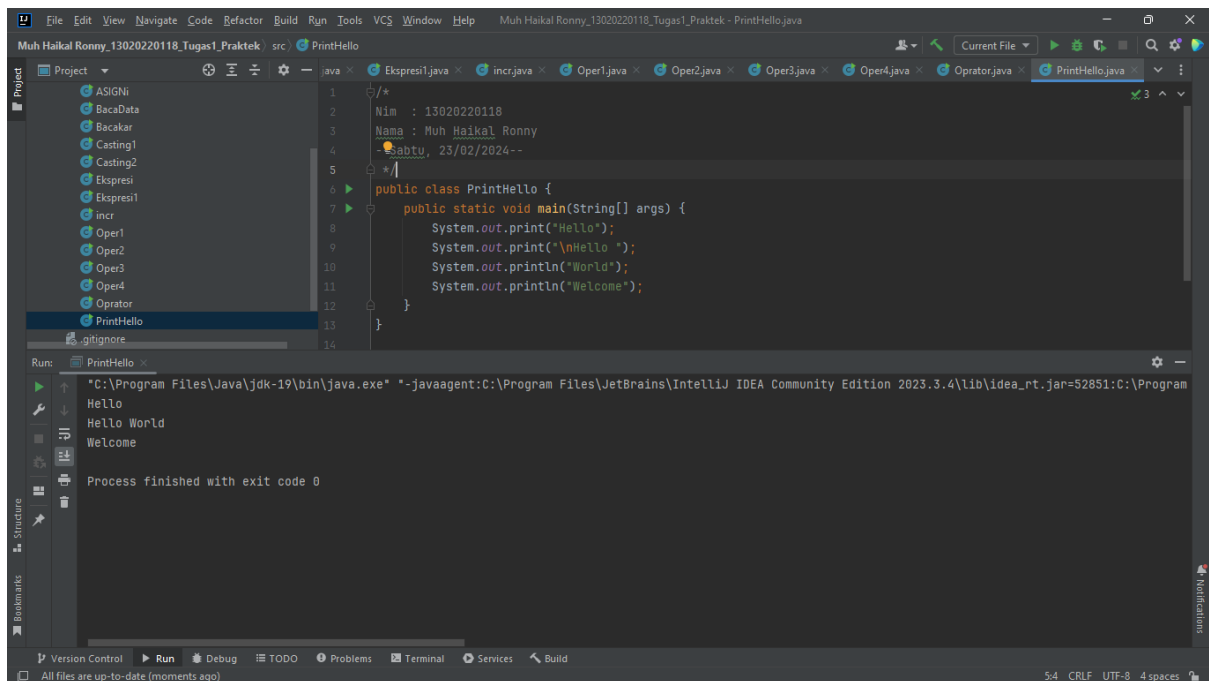 File Edit View Navigate Code Refactor Build Run Tools VCS Window Help Muh Haikal Ronny_13020220118_Tugas1_Praktek - PrintHello.java
Muh Haikal Ronny_13020220118_Tugas1_Praktek src PrintHello Current File
Project java Ekspresi1.java incr.java Oper1.java Oper2.java Oper3.java Oper4.java Oprator.java PrintHello.java
Project
ASIGNi
BacaData
Bacakar
Casting1
Casting2
Ekspresi
Ekspresi1
incr
Oper1
Oper2
Oper3
Oper4
Oprator
PrintHello
.gitignore
1 /*
2 Nim : 13020220118
3 Nama : Muh Haikal Ronny
4 - Sabtu, 23/02/2024--
5 */
6 public class PrintHello {
7 public static void main(String[] args) {
8 System.out.print("Hello");
9 System.out.print("\nHello ");
10 System.out.println("World");
11 System.out.println("Welcome");
12 }
13 }
14
3
Run: PrintHello
"C:\Program Files\Java\jdk-19\bin\java.exe" "-javaagent:C:\Program Files\JetBrains\IntelliJ IDEA Community Edition 2023.3.4\lib\idea_rt.jar=52851:C:\Program
Hello
Hello World
Welcome
Process finished with exit code 0
Structure
Bookmarks
Notifications
Version Control Run Debug TODO Problems Terminal Services Build
All files are up-to-date (moments ago) 5:4 CRLF UTF-8 4 spaces